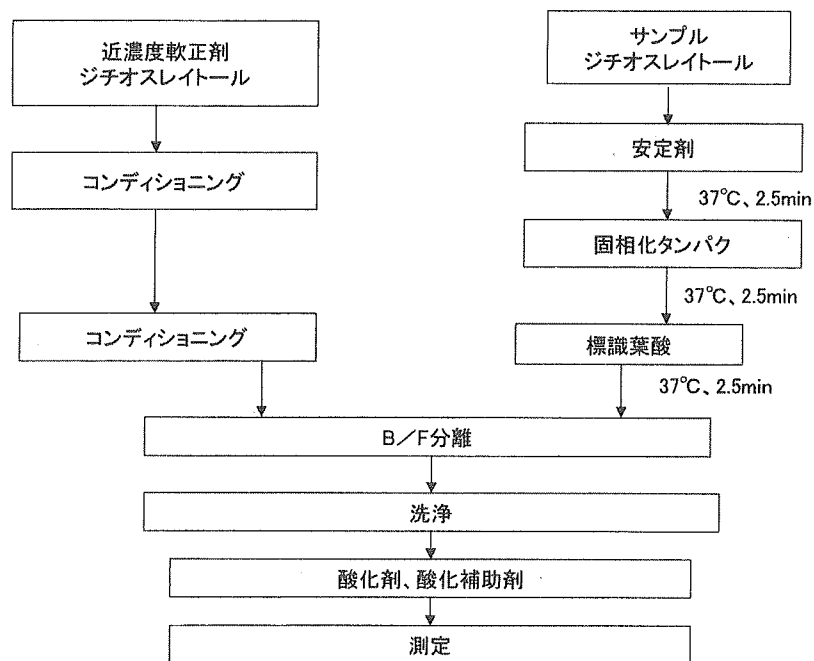 近濃度軟正剤
ジチオスレイトール
コンディショニング
コンディショニング
サンプル
ジチオスレイトール
安定剤
37℃、2.5min
固相化タンパク
37℃、2.5min
標識葉酸
37℃、2.5min
B/F分離
洗浄
酸化剤、酸化補助剤
測定